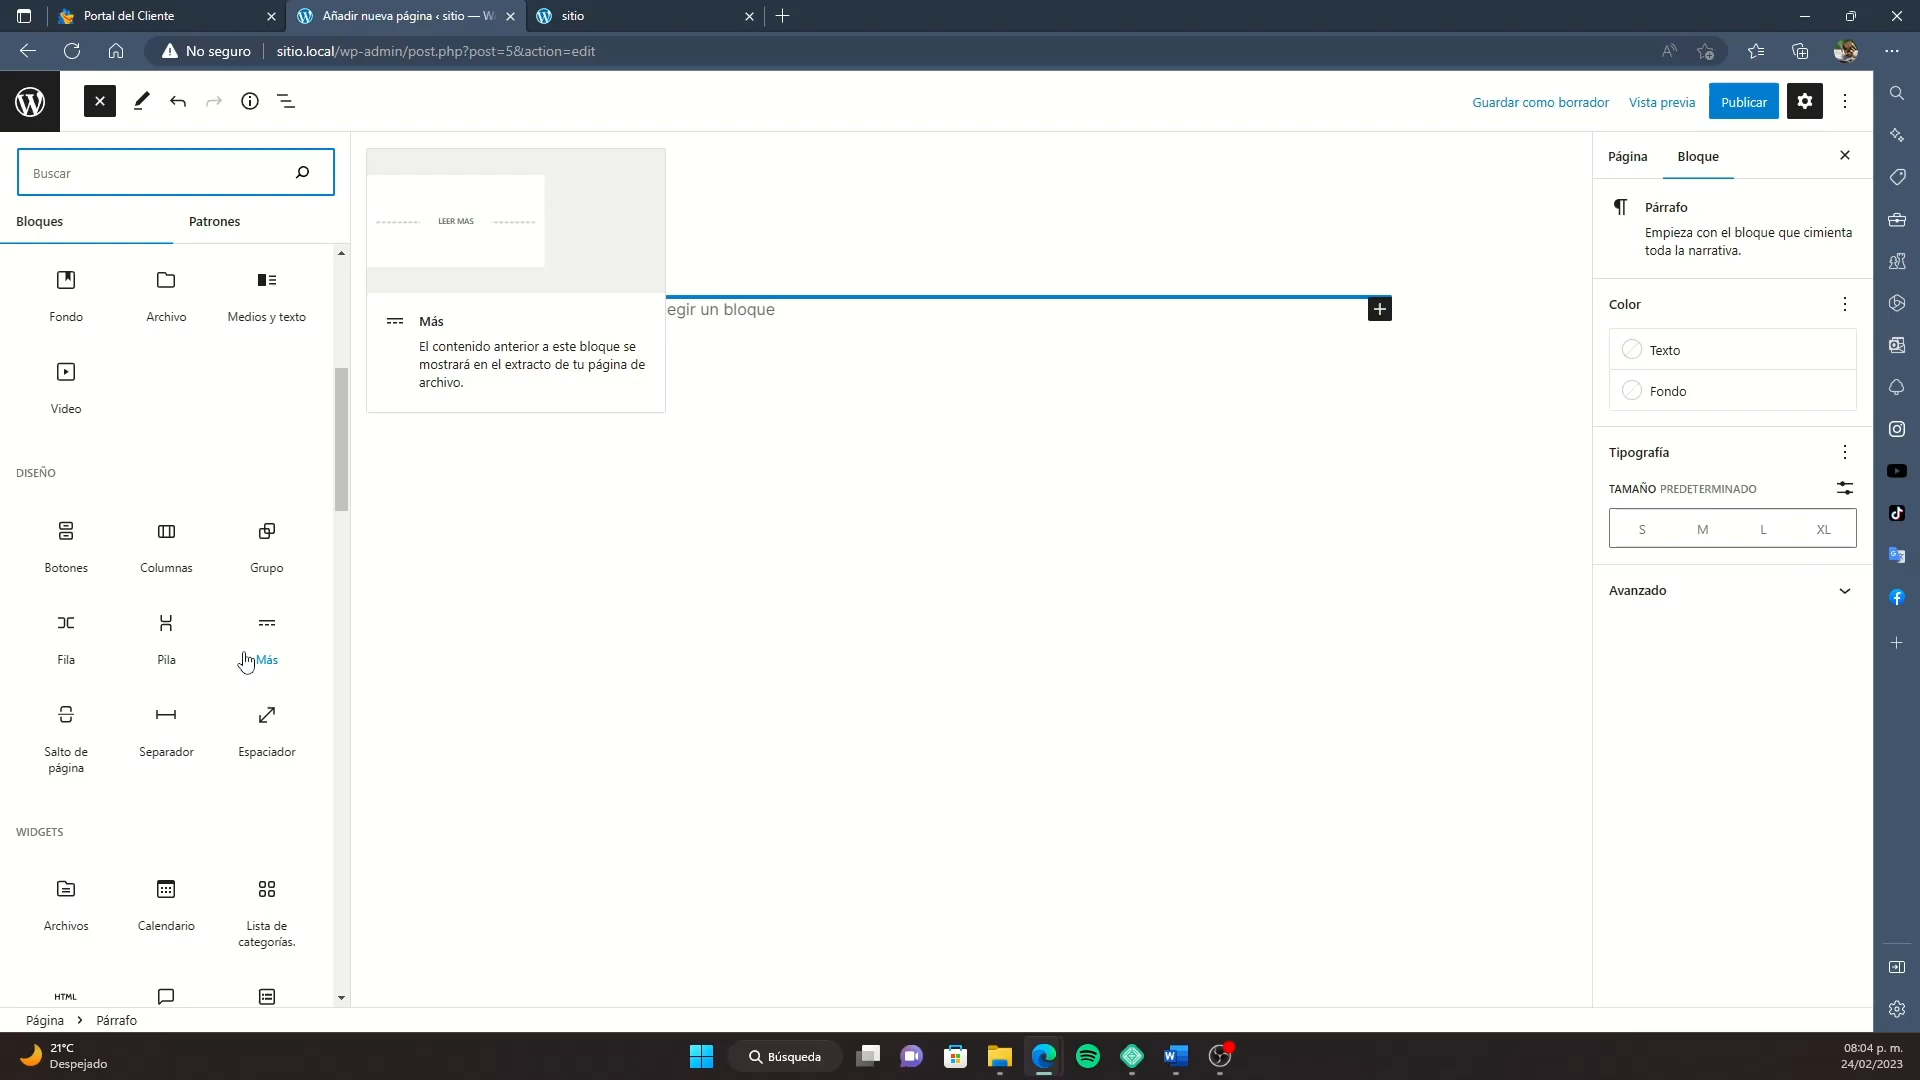 Portal del Cliente
Añadir nueva página ‹ sitio — W
sitio
No seguro
sitio.local/wp-admin/post.php?post=5&action=edit
Guardar como borrador
Vista previa
Publicar
Buscar
Bloques
Patrones
Fondo
Archivo
Medios y texto
Video
DISEÑO
Botones
Columnas
Grupo
Fila
Pila
Más
Salto de
página
Separador
Espaciador
WIDGETS
Archivos
Calendario
Lista de
categorías.
HTML
LEER MAS
Más
El contenido anterior a este bloque se
mostrará en el extracto de tu página de
archivo.
egir un bloque
Página
Bloque
Párrafo
Empieza con el bloque que cimienta
toda la narrativa.
Color
Texto
Fondo
Tipografía
TAMAÑO PREDETERMINADO
S
M
L
XL
Avanzado
Página › Párrafo
21°C
Despejado
Búsqueda
08:04 p. m.
24/02/2023